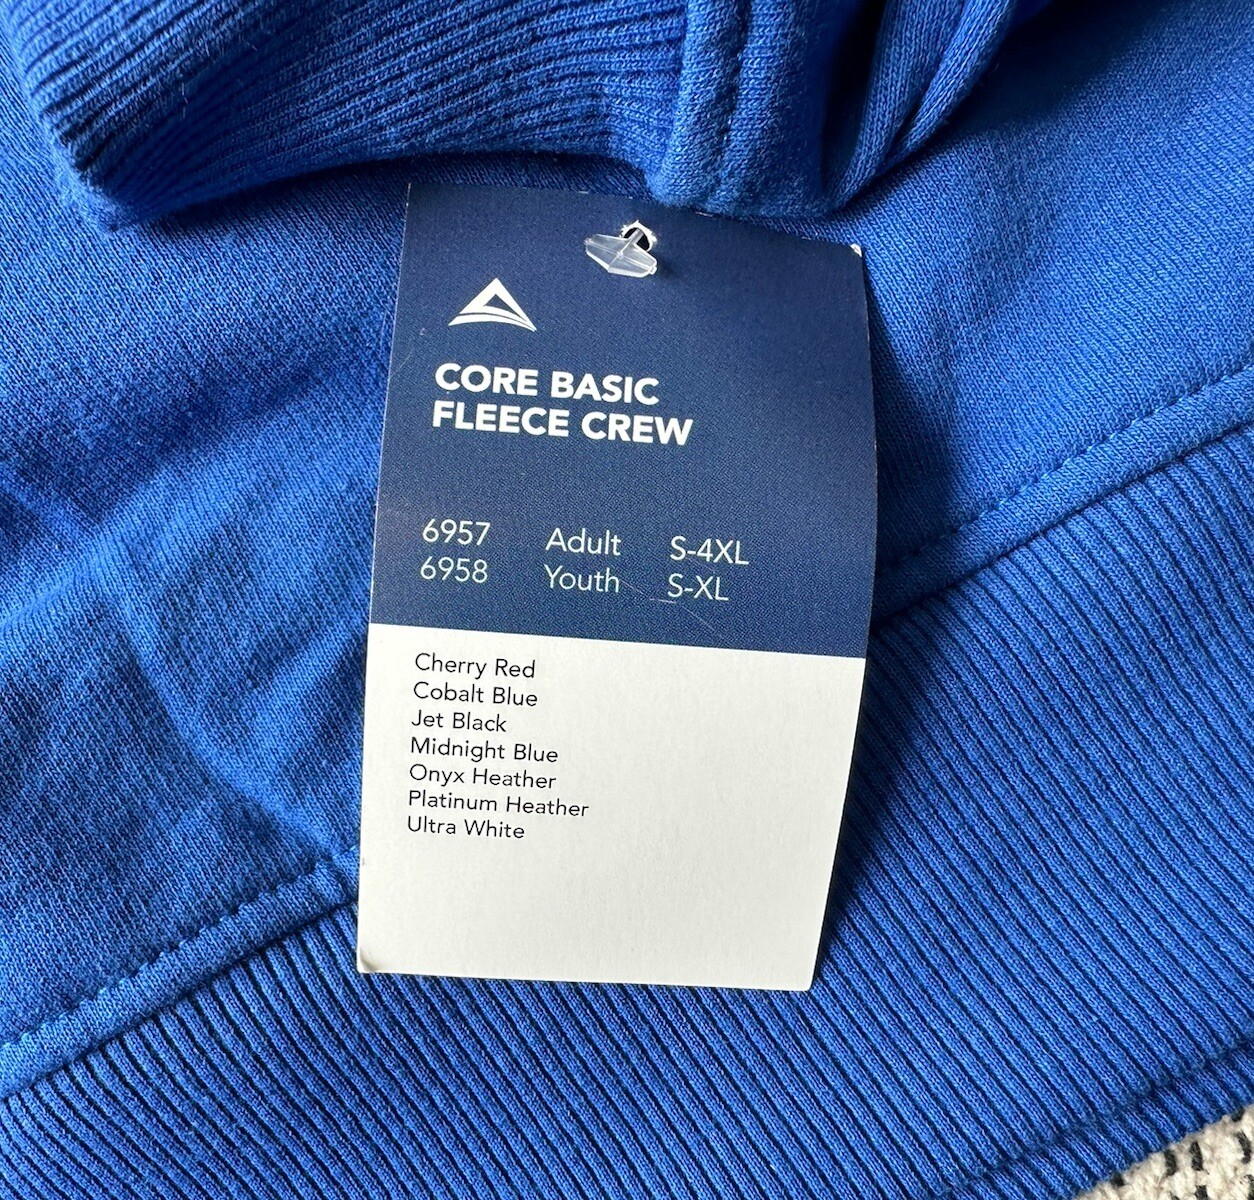 CORE BASIC
FLEECE CREW
6957 Adult S-4XL
6958 Youth S-XL
Cherry Red
Cobalt Blue
Jet Black
Midnight Blue
Onyx Heather
Platinum Heather
Ultra White